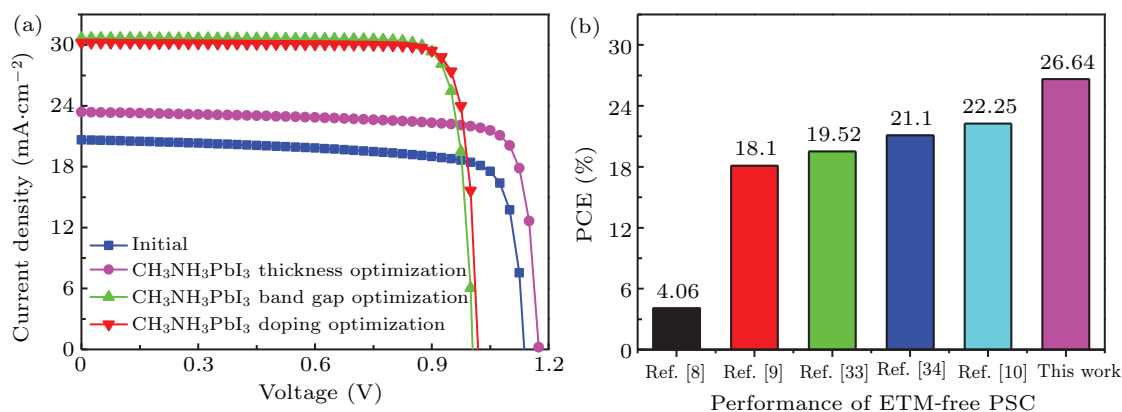 (a)
Current density (mA·cm⁻²)
30
24
18
12
6
0
0
0.3
0.6
0.9
1.2
Voltage (V)
Initial
CH₃NH₃PbI₃ thickness optimization
CH₃NH₃PbI₃ band gap optimization
CH₃NH₃PbI₃ doping optimization
(b)
PCE (%)
30
24
18
12
6
0
4.06
18.1
19.52
21.1
22.25
26.64
Ref. [8]
Ref. [9]
Ref. [33]
Ref. [34]
Ref. [10]
This work
Performance of ETM-free PSC